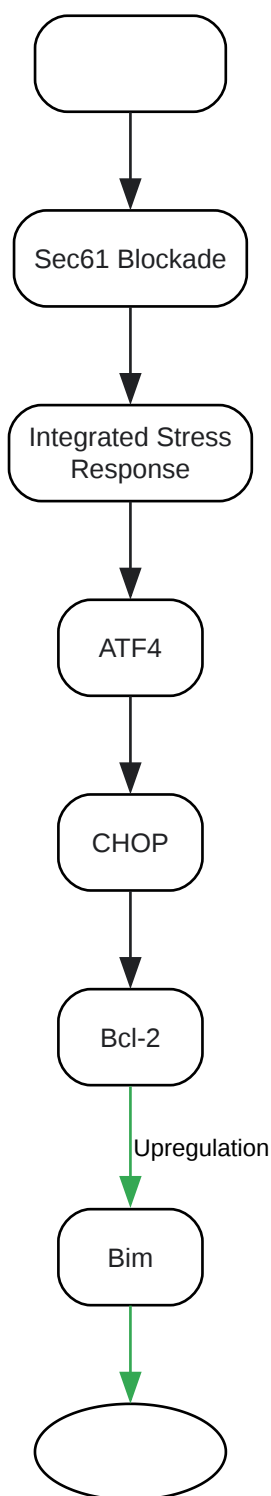 Sec61 Blockade
Integrated Stress
Response
ATF4
CHOP
Bcl-2
Upregulation
Bim